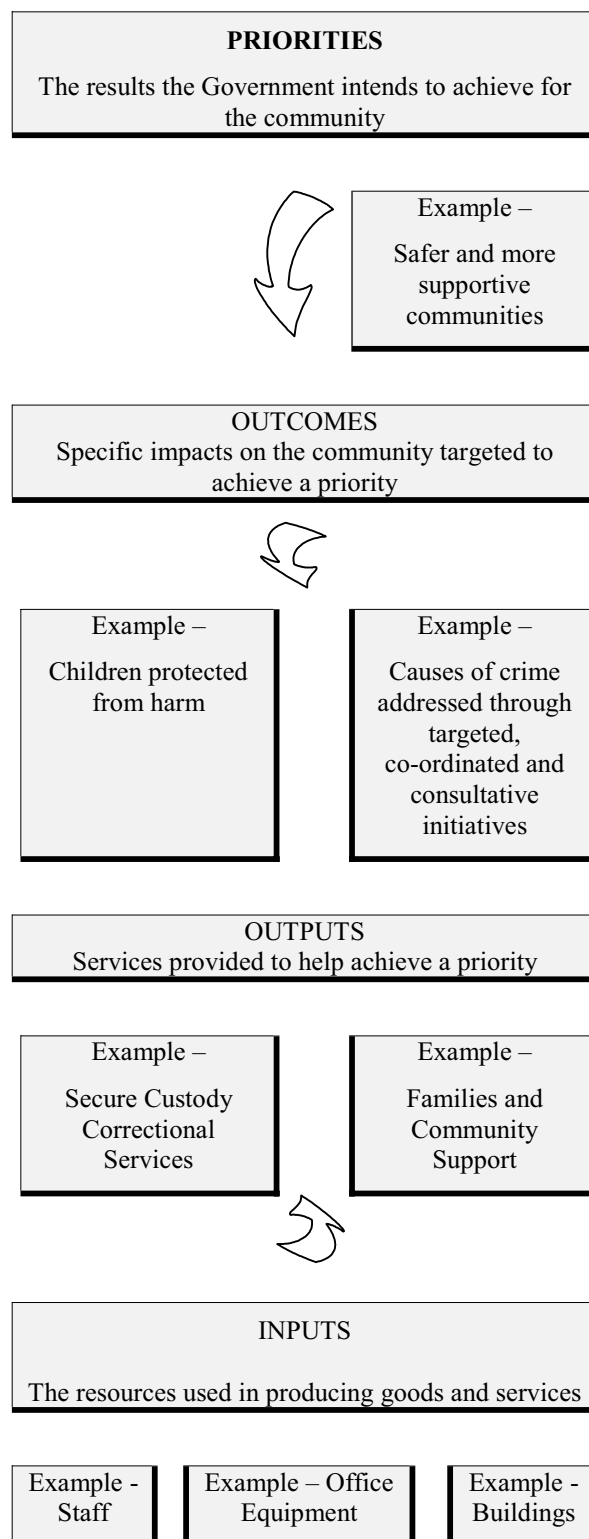 PRIORITIES
The results the Government intends to achieve for
the community
Example –
Safer and more
supportive
communities
OUTCOMES
Specific impacts on the community targeted to
achieve a priority
Example –
Children protected
from harm
Example –
Causes of crime
addressed through
targeted,
co-ordinated and
consultative
initiatives
OUTPUTS
Services provided to help achieve a priority
Example –
Secure Custody
Correctional
Services
Example –
Families and
Community
Support
INPUTS
The resources used in producing goods and services
Example -
Staff
Example – Office
Equipment
Example -
Buildings